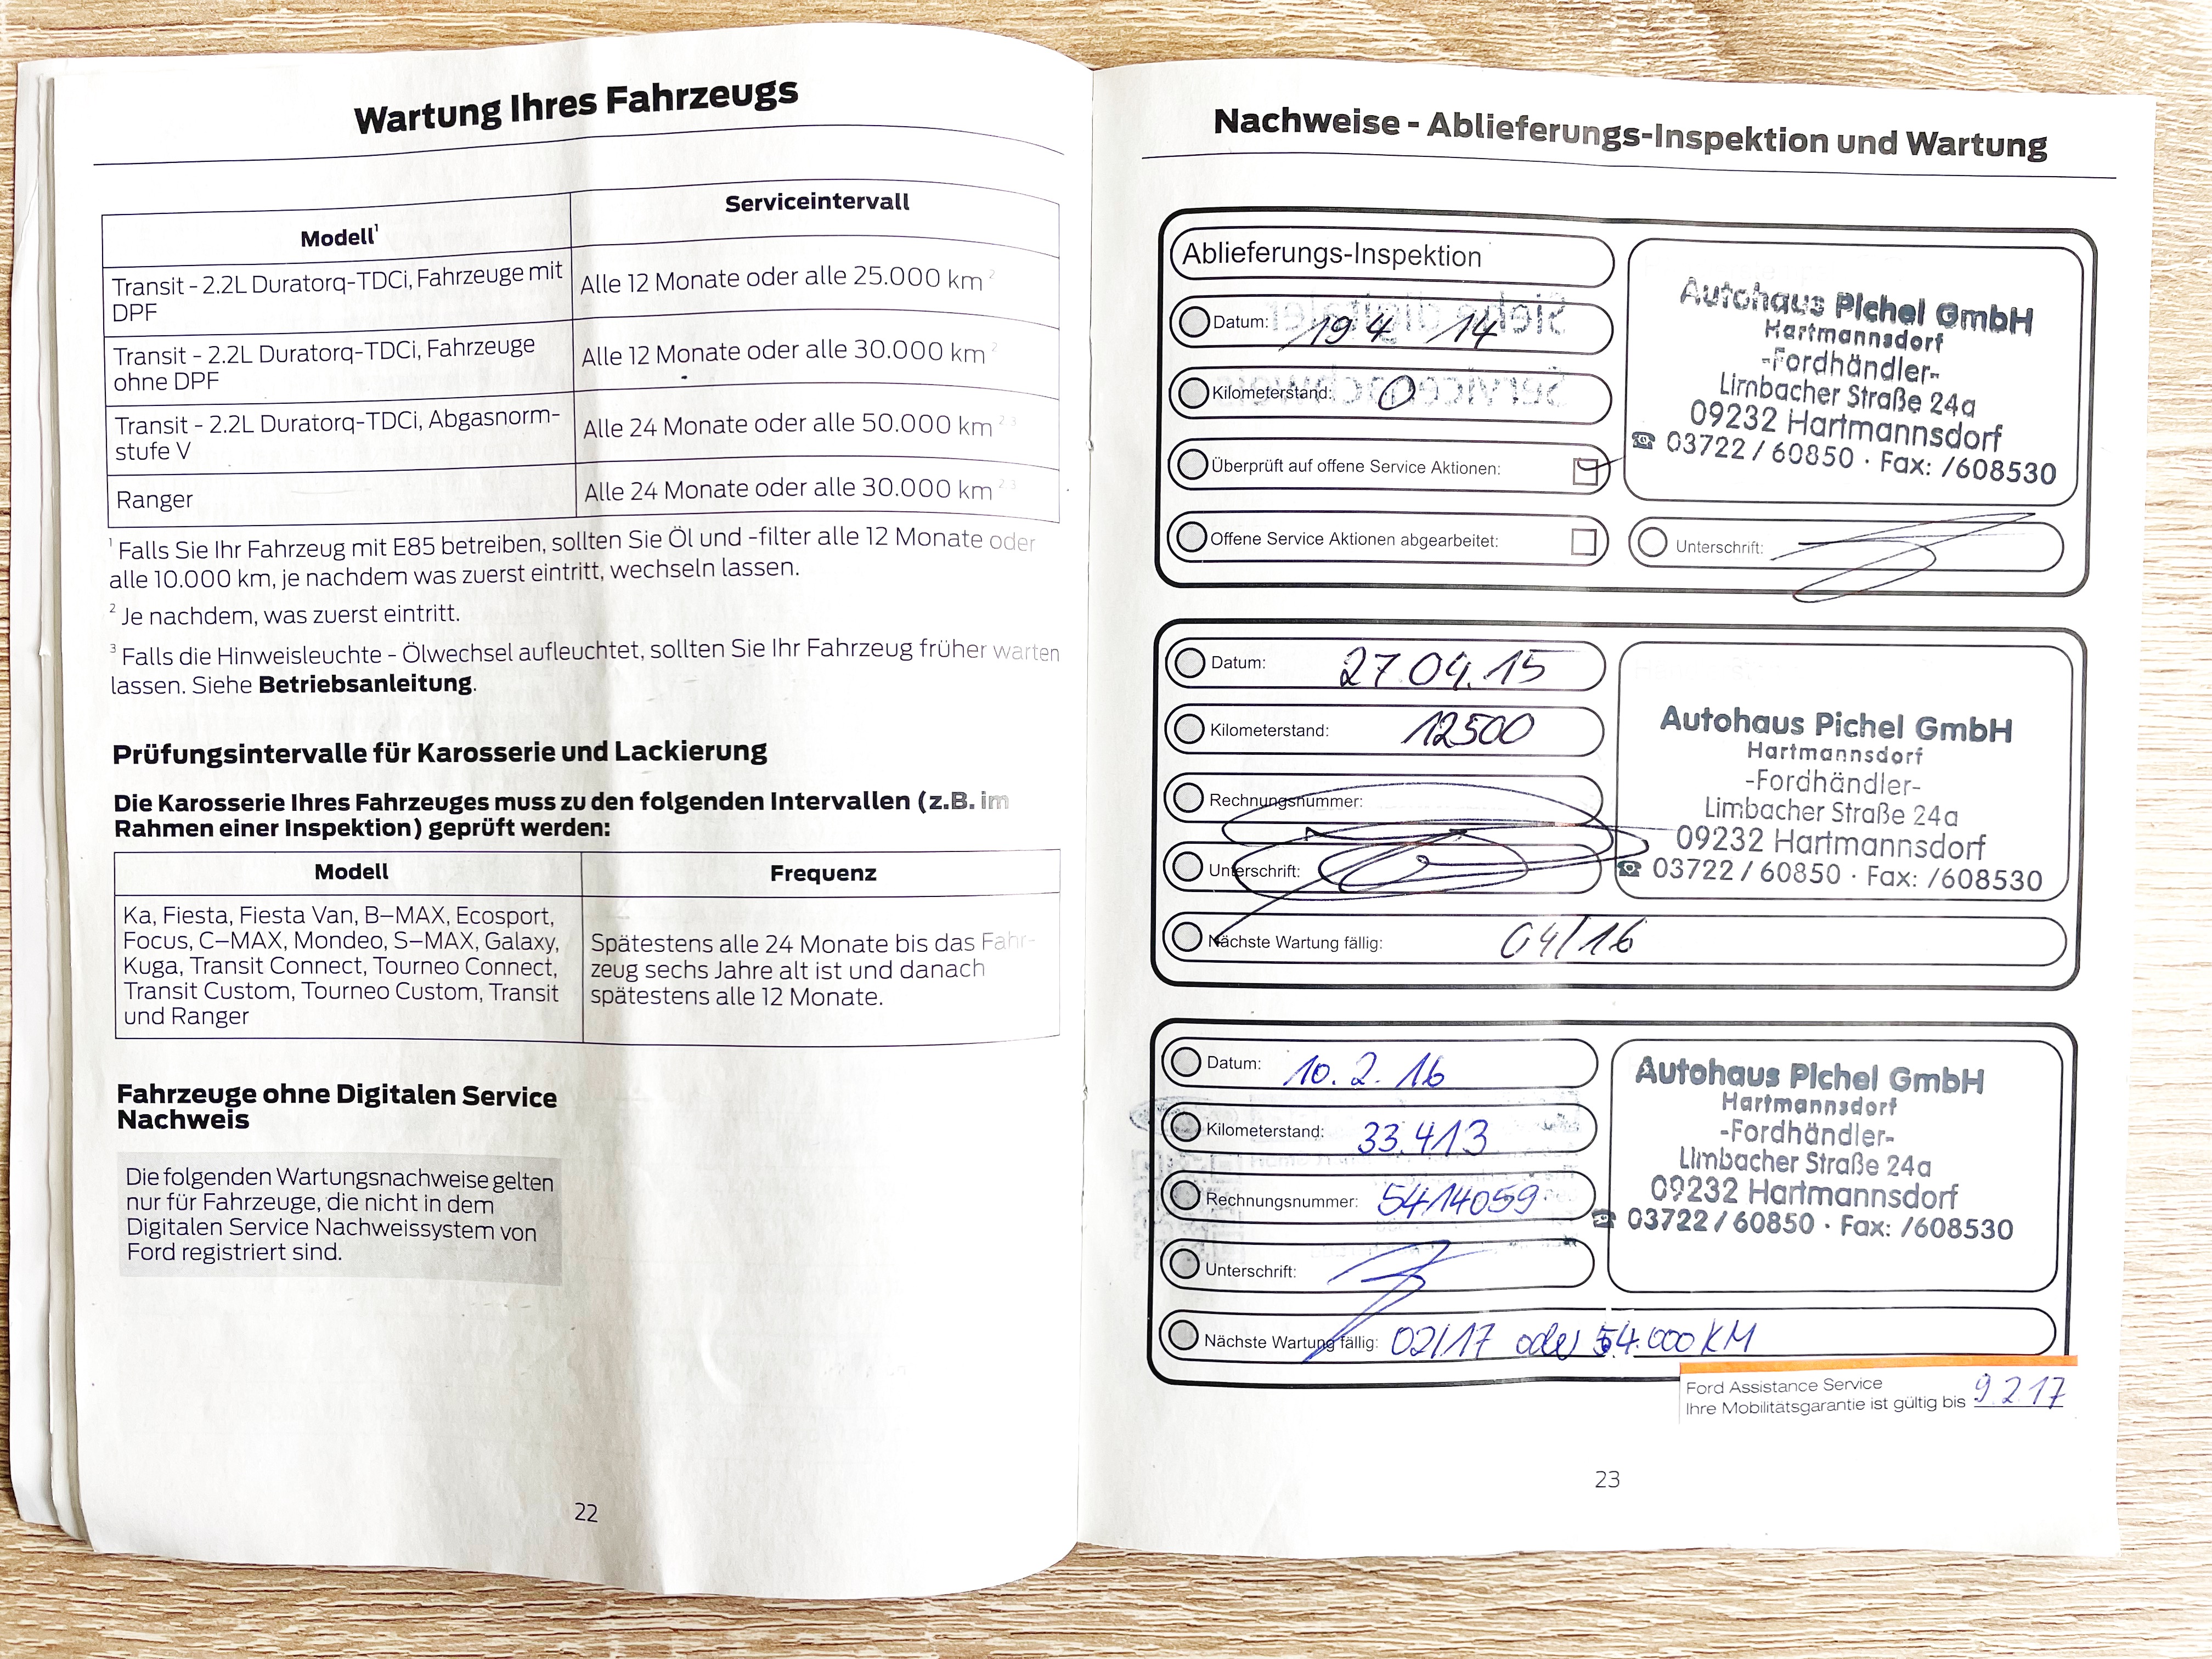 Wartung Ihres Fahrzeugs
Modell¹ Serviceintervall
Transit - 2.2L Duratorq-TDCi, Fahrzeuge mit
DPF
Alle 12 Monate oder alle 25.000 km ²
Transit - 2.2L Duratorq-TDCi, Fahrzeuge
ohne DPF
Alle 12 Monate oder alle 30.000 km ²
Transit - 2.2L Duratorq-TDCi, Abgasnorm-
stufe V
Alle 24 Monate oder alle 50.000 km ² ³
Ranger
Alle 24 Monate oder alle 30.000 km ² ³
¹ Falls Sie Ihr Fahrzeug mit E85 betreiben, sollten Sie Öl und -filter alle 12 Monate oder
alle 10.000 km, je nachdem was zuerst eintritt, wechseln lassen.
² Je nachdem, was zuerst eintritt.
³ Falls die Hinweisleuchte - Ölwechsel aufleuchtet, sollten Sie Ihr Fahrzeug früher warten
lassen. Siehe Betriebsanleitung.
Prüfungsintervalle für Karosserie und Lackierung
Die Karosserie Ihres Fahrzeuges muss zu den folgenden Intervallen (z.B. im
Rahmen einer Inspektion) geprüft werden:
Modell Frequenz
Ka, Fiesta, Fiesta Van, B–MAX, Ecosport,
Focus, C–MAX, Mondeo, S–MAX, Galaxy,
Kuga, Transit Connect, Tourneo Connect,
Transit Custom, Tourneo Custom, Transit
und Ranger
Spätestens alle 24 Monate bis das Fahr-
zeug sechs Jahre alt ist und danach
spätestens alle 12 Monate.
Fahrzeuge ohne Digitalen Service
Nachweis
Die folgenden Wartungsnachweise gelten
nur für Fahrzeuge, die nicht in dem
Digitalen Service Nachweissystem von
Ford registriert sind.
22
Nachweise - Ablieferungs-Inspektion und Wartung
Ablieferungs-Inspektion
Datum: 19 4 14
Kilometerstand: 0
Überprüft auf offene Service Aktionen:
Offene Service Aktionen abgearbeitet:
Autohaus Pichel GmbH
Hartmannsdorf
-Fordhändler-
Limbacher Straße 24a
09232 Hartmannsdorf
☎ 03722 / 60850 · Fax: /608530
Unterschrift:
Datum: 27.04.15
Kilometerstand: 12500
Rechnungsnummer:
Unterschrift:
Autohaus Pichel GmbH
Hartmannsdorf
-Fordhändler-
Limbacher Straße 24a
09232 Hartmannsdorf
☎ 03722 / 60850 · Fax: /608530
Nächste Wartung fällig: 04/16
Datum: 10. 2. 16
Kilometerstand: 33.413
Rechnungsnummer: 5414059
Unterschrift:
Autohaus Pichel GmbH
Hartmannsdorf
-Fordhändler-
Limbacher Straße 24a
09232 Hartmannsdorf
☎ 03722 / 60850 · Fax: /608530
Nächste Wartung fällig: 02/17 oder 54.000 KM
Ford Assistance Service
Ihre Mobilitätsgarantie ist gültig bis 9.2.17
23